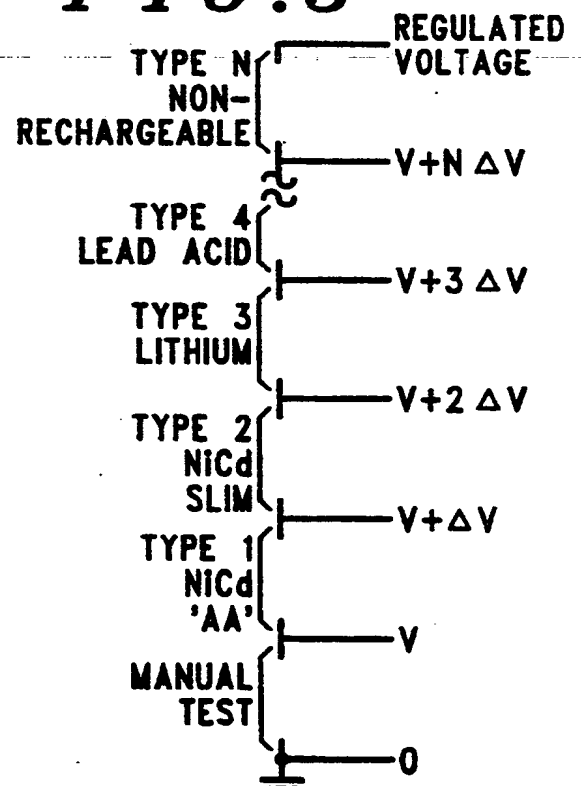 REGULATED
VOLTAGE
TYPE N
NON-
RECHARGEABLE
V+N ΔV
TYPE 4
LEAD ACID
V+3 ΔV
TYPE 3
LITHIUM
V+2 ΔV
TYPE 2
NiCd
SLIM
V+ΔV
TYPE 1
NiCd
'AA'
V
MANUAL
TEST
0